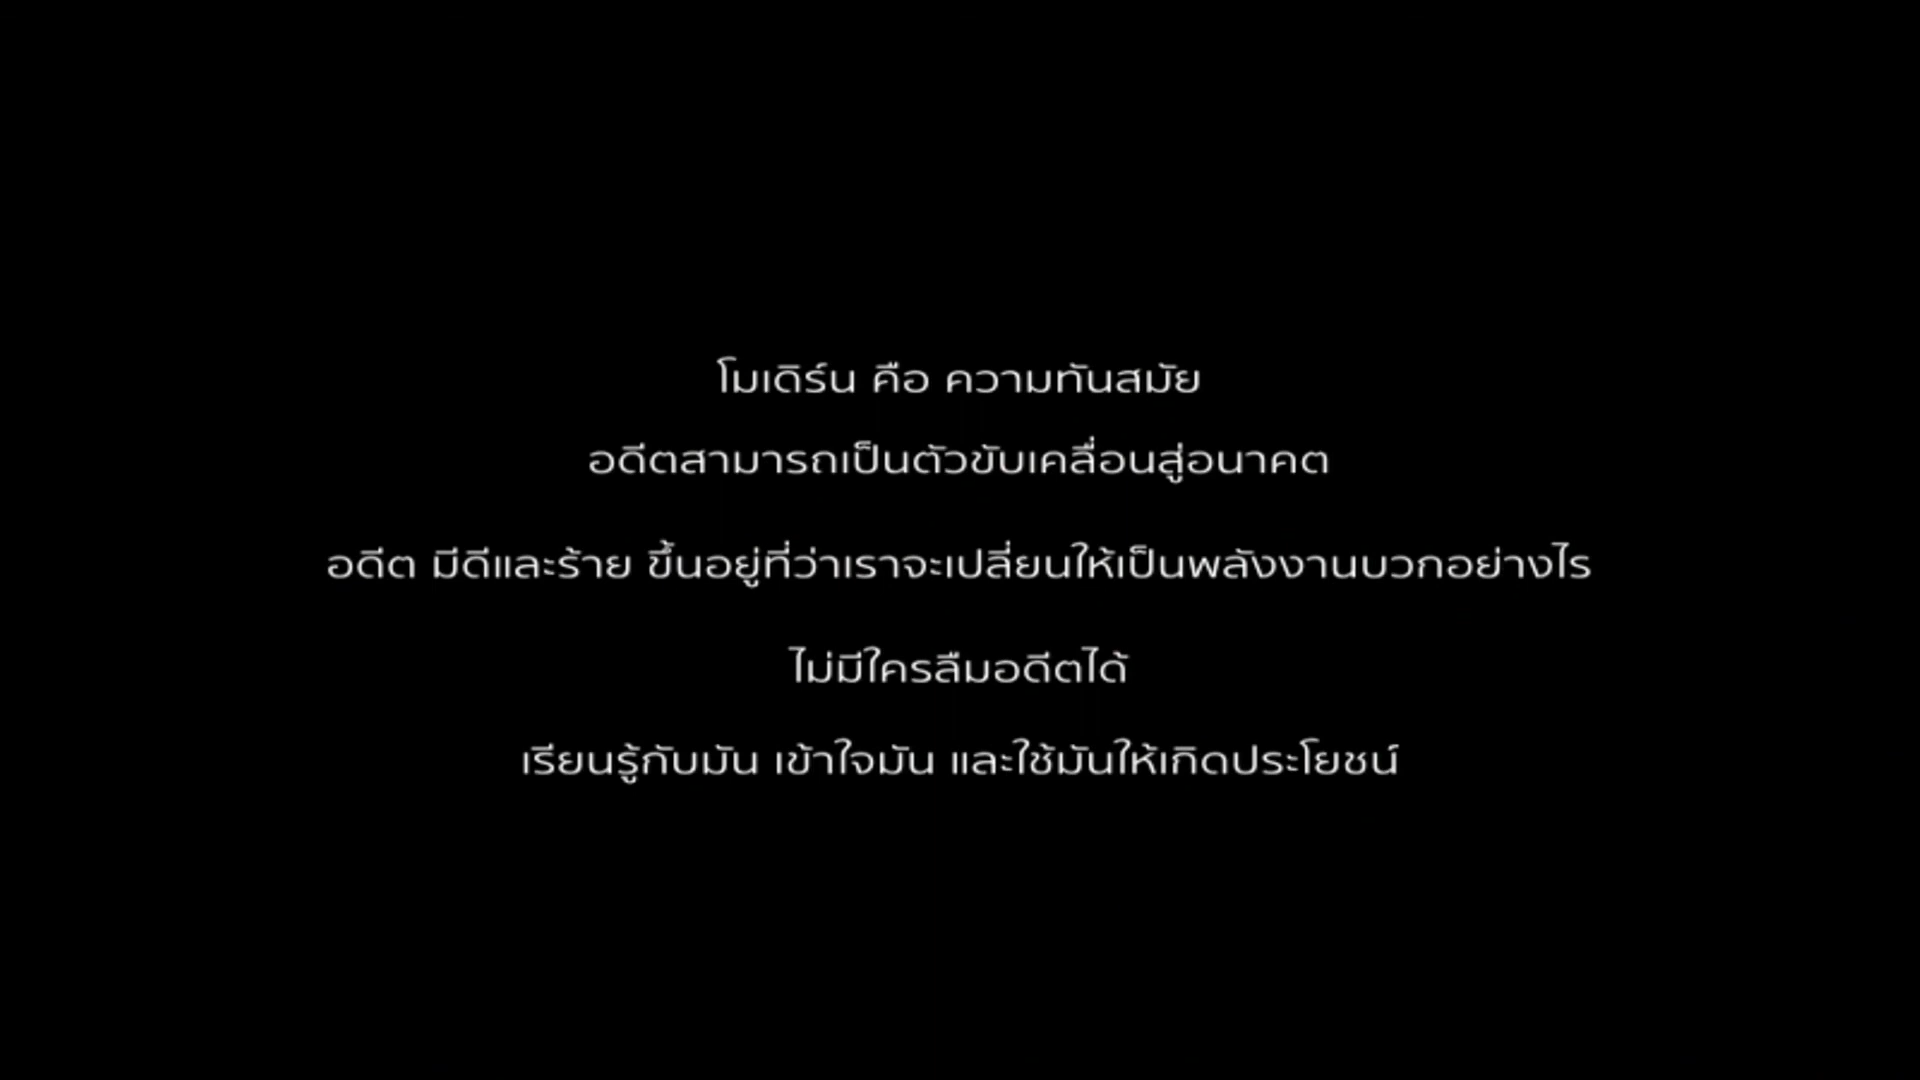 โมเดิร์น คือ ความทันสมัย
อดีตสามารถเป็นตัวขับเคลื่อนสู่อนาคต
อดีต มีดีและร้าย ขึ้นอยู่ที่ว่าเราจะเปลี่ยนให้เป็นพลังงานบวกอย่างไร
ไม่มีใครลืมอดีตได้
เรียนรู้กับมัน เข้าใจมัน และใช้มันให้เกิดประโยชน์